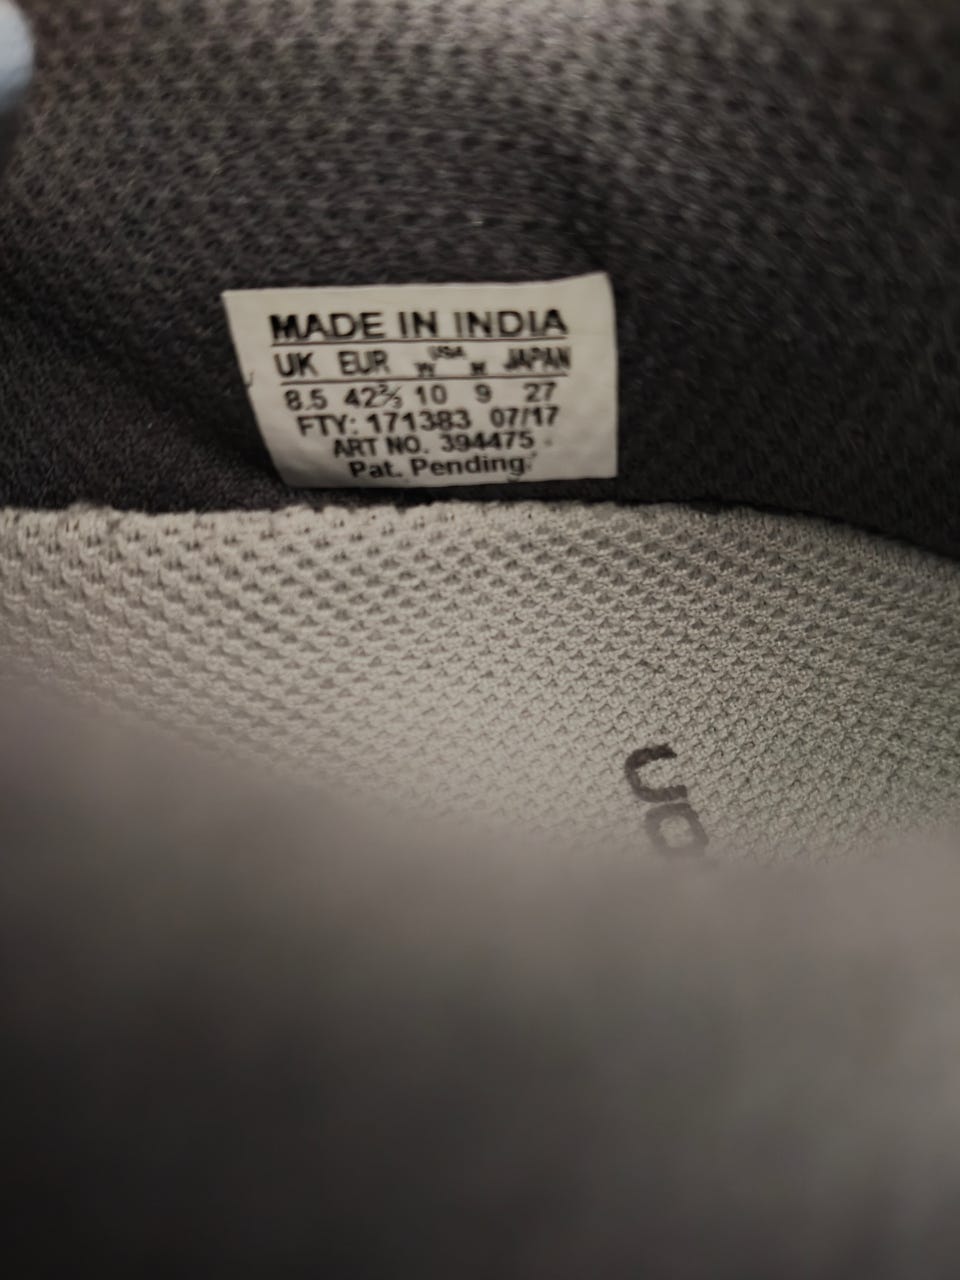 MADE IN INDIA
UK EUR W USA M JAPAN
8.5 42⅔ 10 9 27
FTY: 171383 07/17
ART NO. 394475
Pat. Pending